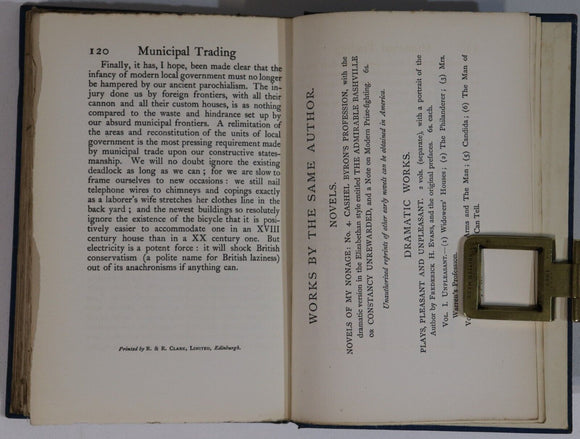 120 Municipal Trading
Finally, it has, I hope, been made clear that the
infancy of modern local government must no longer
be hampered by our ancient parochialism. The in-
jury done us by foreign frontiers, with all their
cannon and all their custom houses, is as nothing
compared to the waste and hindrance set up by
our absurd municipal frontiers. A relimitation of
the areas and reconstitution of the units of local
government is the most pressing requirement made
by municipal trade upon our constructive states-
manship. We will no doubt ignore the existing
deadlock as long as we can ; for we are slow to
frame ourselves to new occasions : we still nail
telephone wires to chimneys and copings exactly
as a laborer's wife stretches her clothes line in the
back yard ; and the newest buildings so resolutely
ignore the existence of the bicycle that it is posi-
tively easier to accommodate one in an XVIII
century house than in a XX century one. But
electricity is a potent force : it will shock British
conservatism (a polite name for British laziness)
out of its anachronisms if anything can.
Printed by R. & R. CLARK, LIMITED, Edinburgh.
WORKS BY THE SAME AUTHOR.
NOVELS.
NOVELS OF MY NONAGE: No. 4. CASHEL BYRON'S PROFESSION, with the
dramatic version in the Elizabethan style entitled THE ADMIRABLE BASHVILLE
OR CONSTANCY UNREWARDED, and a Note on Modern Prize-fighting. 6s.
Unauthorized reprints of other early novels can be obtained in America.
DRAMATIC WORKS.
PLAYS, PLEASANT AND UNPLEASANT. 2 vols. (separate), with a portrait of the
Author by FREDERICK H. EVANS, and the original prefaces. 6s. each.
VOL. I. UNPLEASANT.—(1) Widowers' Houses; (2) The Philanderer; (3) Mrs.
Warren's Profession.
Arms and The Man; (5) Candida; (6) The Man of
Can Tell.